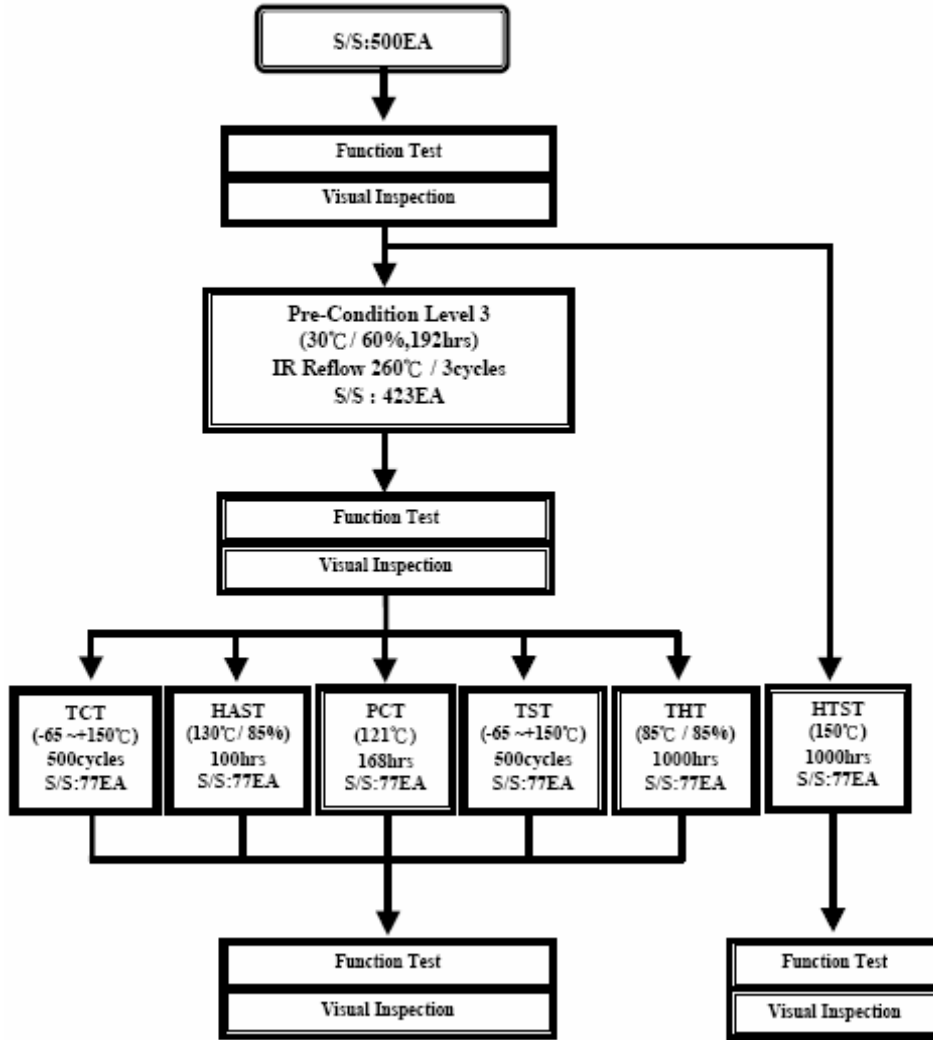 S/S:500EA
Function Test
Visual Inspection
Pre-Condition Level 3
(30℃/ 60%,192hrs)
IR Reflow 260℃ / 3cycles
S/S : 423EA
Function Test
Visual Inspection
TCT
(-65 ~+150℃)
500cycles
S/S:77EA
HAST
(130℃/ 85%)
100hrs
S/S:77EA
PCT
(121℃)
168hrs
S/S:77EA
TST
(-65 ~+150℃)
500cycles
S/S:77EA
THT
(85℃ / 85%)
1000hrs
S/S:77EA
HTST
(150℃)
1000hrs
S/S:77EA
Function Test
Visual Inspection
Function Test
Visual Inspection